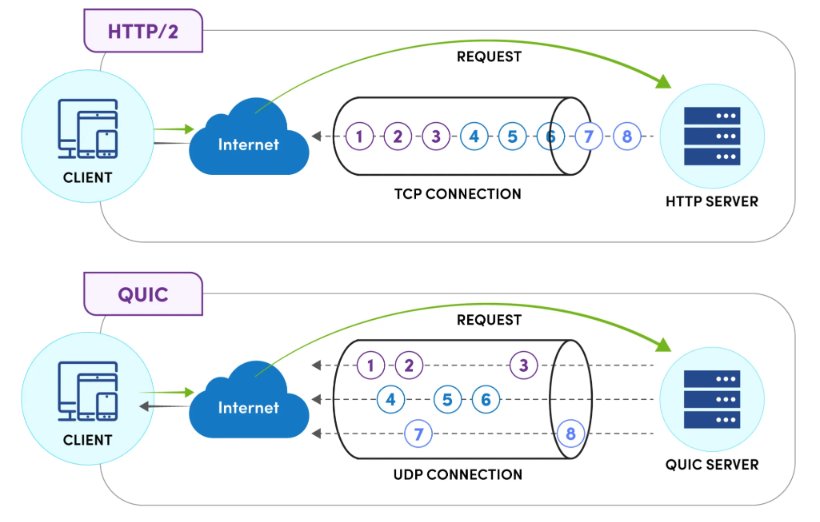 HTTP/2
REQUEST
CLIENT
Internet
1 2 3 4 5 6 7 8
TCP CONNECTION
HTTP SERVER
QUIC
REQUEST
1 2 3
4 5 6
7 8
CLIENT
Internet
UDP CONNECTION
QUIC SERVER